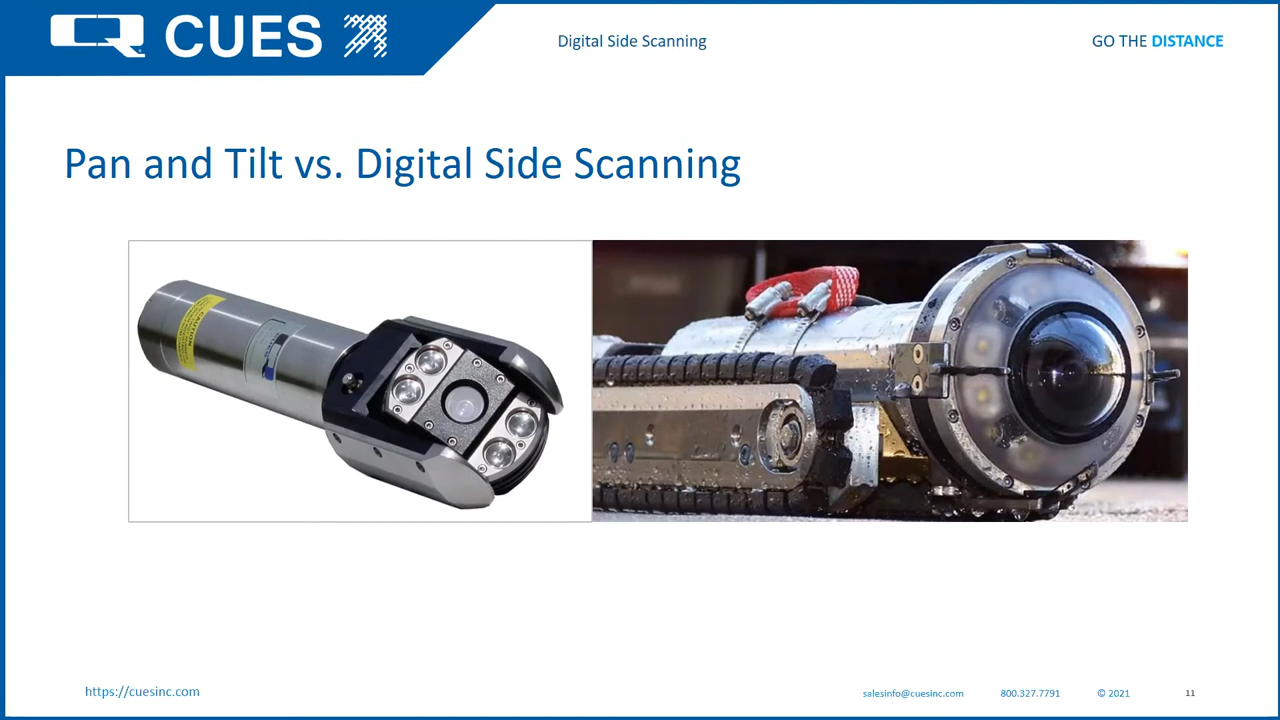 CUES
Digital Side Scanning
GO THE DISTANCE
Pan and Tilt vs. Digital Side Scanning
CAUTION
https://cuesinc.com
salesinfo@cuesinc.com
800.327.7791
© 2021
11